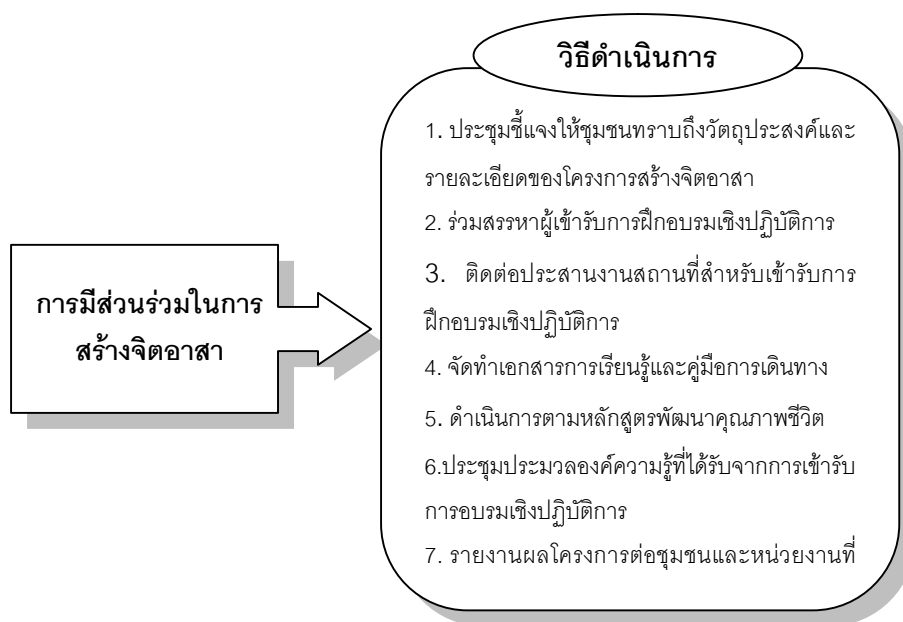 วิธีดำเนินการ
1. ประชุมชี้แจงให้ชุมชนทราบถึงวัตถุประสงค์และ
รายละเอียดของโครงการสร้างจิตอาสา
2. ร่วมสรรหาผู้เข้ารับการฝึกอบรมเชิงปฏิบัติการ
3. ติดต่อประสานงานสถานที่สำหรับเข้ารับการ
ฝึกอบรมเชิงปฏิบัติการ
4. จัดทำเอกสารการเรียนรู้และคู่มือการเดินทาง
5. ดำเนินการตามหลักสูตรพัฒนาคุณภาพชีวิต
6.ประชุมประมวลองค์ความรู้ที่ได้รับจากการเข้ารับ
การอบรมเชิงปฏิบัติการ
7. รายงานผลโครงการต่อชุมชนและหน่วยงานที่
การมีส่วนร่วมในการ
สร้างจิตอาสา